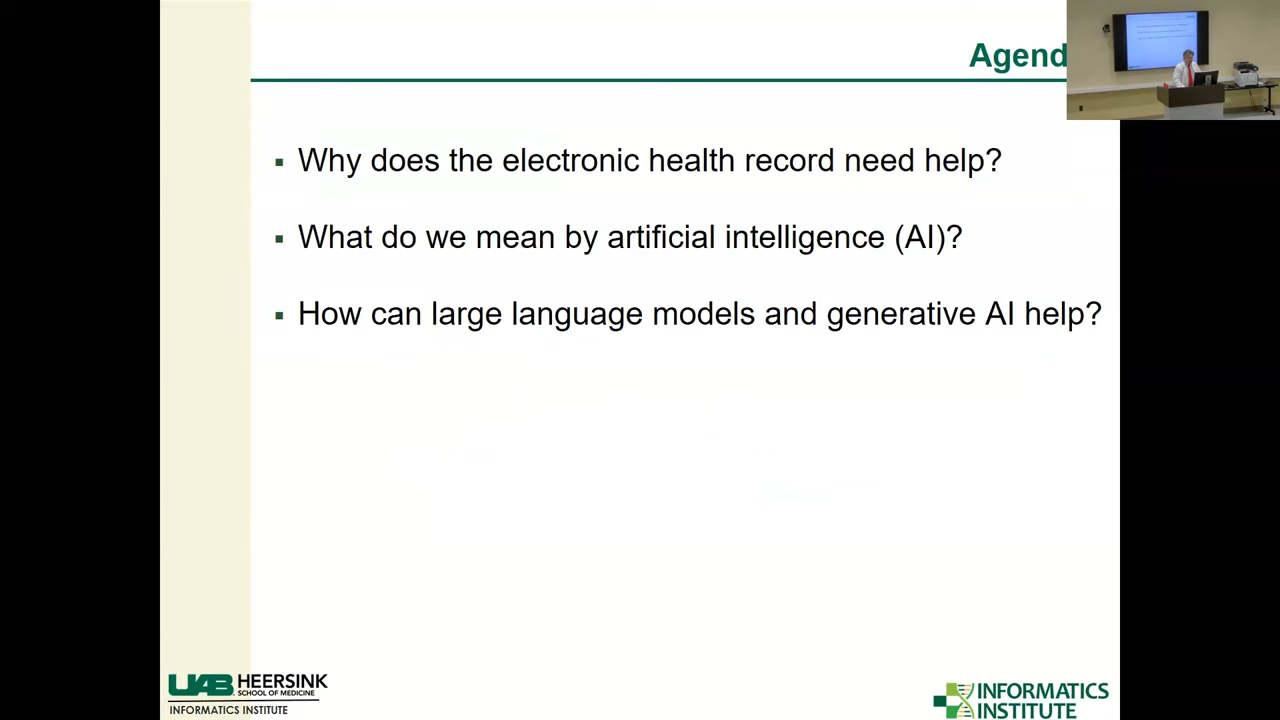 Agend
Why does the electronic health record need help?
What do we mean by artificial intelligence (AI)?
How can large language models and generative AI help?
UAB HEERSINK
SCHOOL OF MEDICINE
INFORMATICS INSTITUTE
INFORMATICS
INSTITUTE